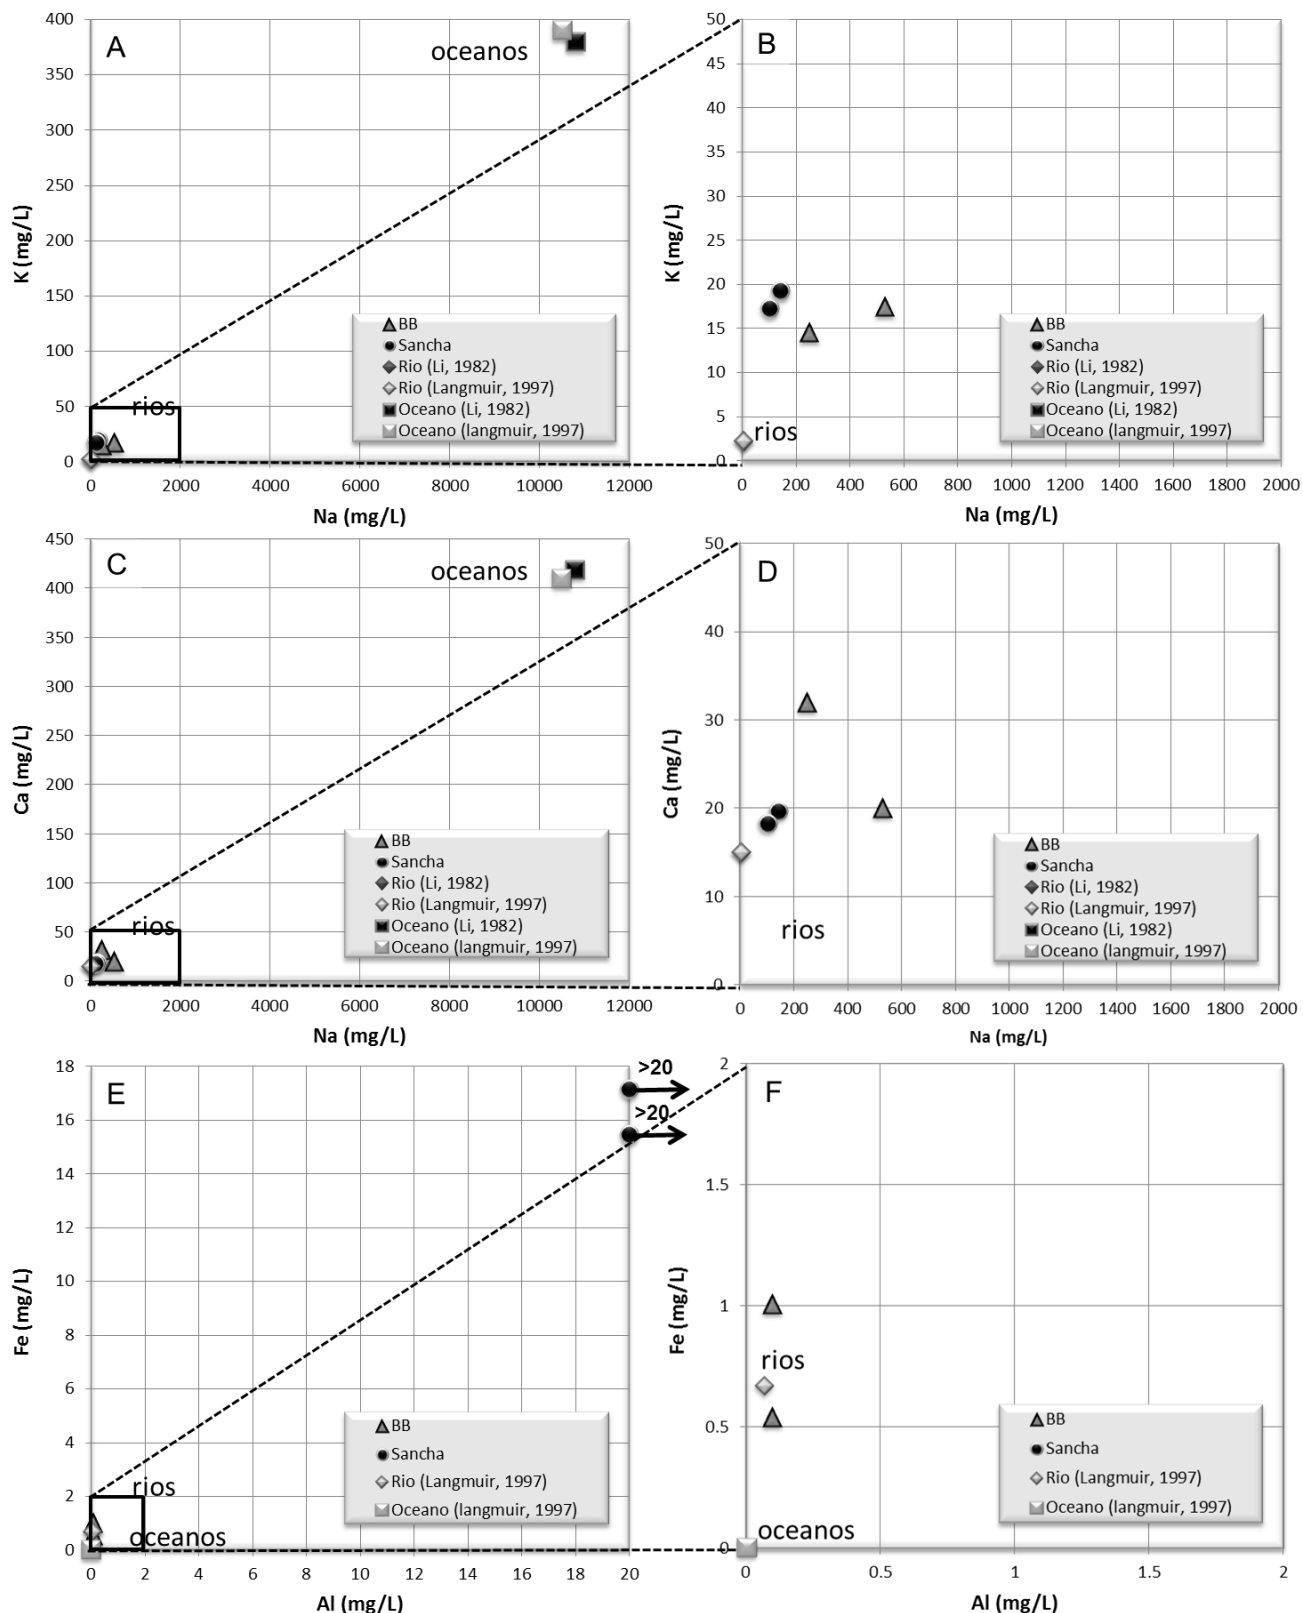 A
400
350
300
250
200
150
100
50
0
K (mg/L)
oceanos
rios
BB
Sancha
Rio (Li, 1982)
Rio (Langmuir, 1997)
Oceano (Li, 1982)
Oceano (langmuir, 1997)
0 2000 4000 6000 8000 10000 12000
Na (mg/L)
B
50
45
40
35
30
25
20
15
10
5
0
K (mg/L)
rios
BB
Sancha
Rio (Li, 1982)
Rio (Langmuir, 1997)
Oceano (Li, 1982)
Oceano (langmuir, 1997)
0 200 400 600 800 1000 1200 1400 1600 1800 2000
Na (mg/L)
C
450
400
350
300
250
200
150
100
50
0
Ca (mg/L)
oceanos
rios
BB
Sancha
Rio (Li, 1982)
Rio (Langmuir, 1997)
Oceano (Li, 1982)
Oceano (langmuir, 1997)
0 2000 4000 6000 8000 10000 12000
Na (mg/L)
D
50
40
30
20
10
0
Ca (mg/L)
rios
BB
Sancha
Rio (Li, 1982)
Rio (Langmuir, 1997)
Oceano (Li, 1982)
Oceano (langmuir, 1997)
0 200 400 600 800 1000 1200 1400 1600 1800 2000
Na (mg/L)
E
18
16
14
12
10
8
6
4
2
0
Fe (mg/L)
>20
>20
rios
oceanos
BB
Sancha
Rio (Langmuir, 1997)
Oceano (langmuir, 1997)
0 2 4 6 8 10 12 14 16 18 20
Al (mg/L)
F
2
1.5
1
0.5
0
Fe (mg/L)
rios
oceanos
BB
Sancha
Rio (Langmuir, 1997)
Oceano (langmuir, 1997)
0 0.5 1 1.5 2
Al (mg/L)